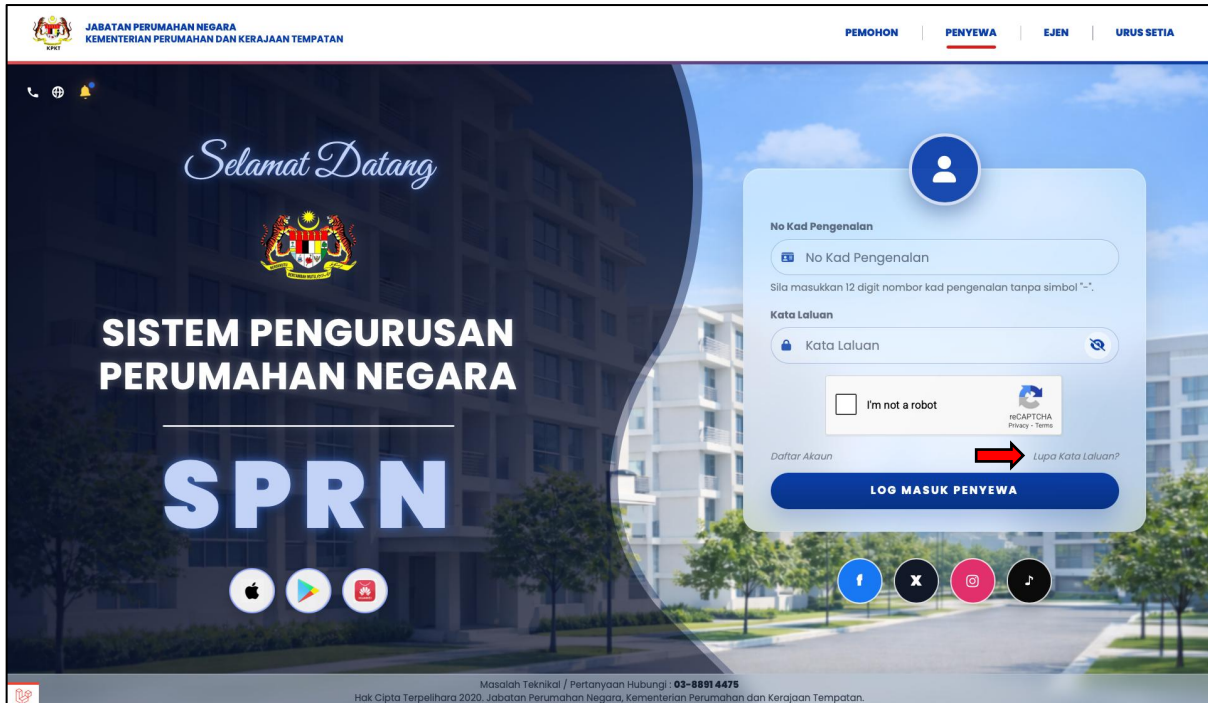 KPKT
JABATAN PERUMAHAN NEGARA
KEMENTERIAN PERUMAHAN DAN KERAJAAN TEMPATAN
PEMOHON
PENYEWA
EJEN
URUS SETIA
Selamat Datang
SISTEM PENGURUSAN
PERUMAHAN NEGARA
SPRN
No Kad Pengenalan
No Kad Pengenalan
Sila masukkan 12 digit nombor kad pengenalan tanpa simbol "-".
Kata Laluan
Kata Laluan
I'm not a robot
reCAPTCHA
Privacy - Terms
Daftar Akaun
Lupa Kata Laluan?
LOG MASUK PENYEWA
Masalah Teknikal / Pertanyaan Hubungi : 03-8891 4475
Hak Cipta Terpelihara 2020. Jabatan Perumahan Negara, Kementerian Perumahan dan Kerajaan Tempatan.